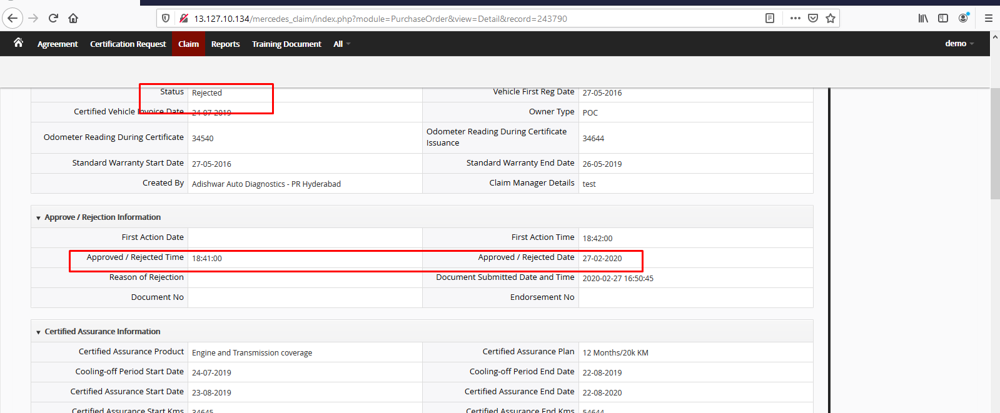 13.127.10.134/mercedes_claim/index.php?module=PurchaseOrder&view=Detail&record=243790
Agreement Certification Request Claim Reports Training Document All demo
Status Rejected Vehicle First Reg Date 27-05-2016
Certified Vehicle Invoice Date 24-07-2019 Owner Type POC
Odometer Reading During Certificate 34540 Odometer Reading During Certificate
Issuance 34644
Standard Warranty Start Date 27-05-2016 Standard Warranty End Date 26-05-2019
Created By Adishwar Auto Diagnostics - PR Hyderabad Claim Manager Details test
Approve / Rejection Information
First Action Date First Action Time 18:42:00
Approved / Rejected Time 18:41:00 Approved / Rejected Date 27-02-2020
Reason of Rejection Document Submitted Date and Time 2020-02-27 16:50:45
Document No Endorsement No
Certified Assurance Information
Certified Assurance Product Engine and Transmission coverage Certified Assurance Plan 12 Months/20k KM
Cooling-off Period Start Date 24-07-2019 Cooling-off Period End Date 22-08-2019
Certified Assurance Start Date 23-08-2019 Certified Assurance End Date 22-08-2020
Certified Assurance Start Kms 34645 Certified Assurance End Kms 54644